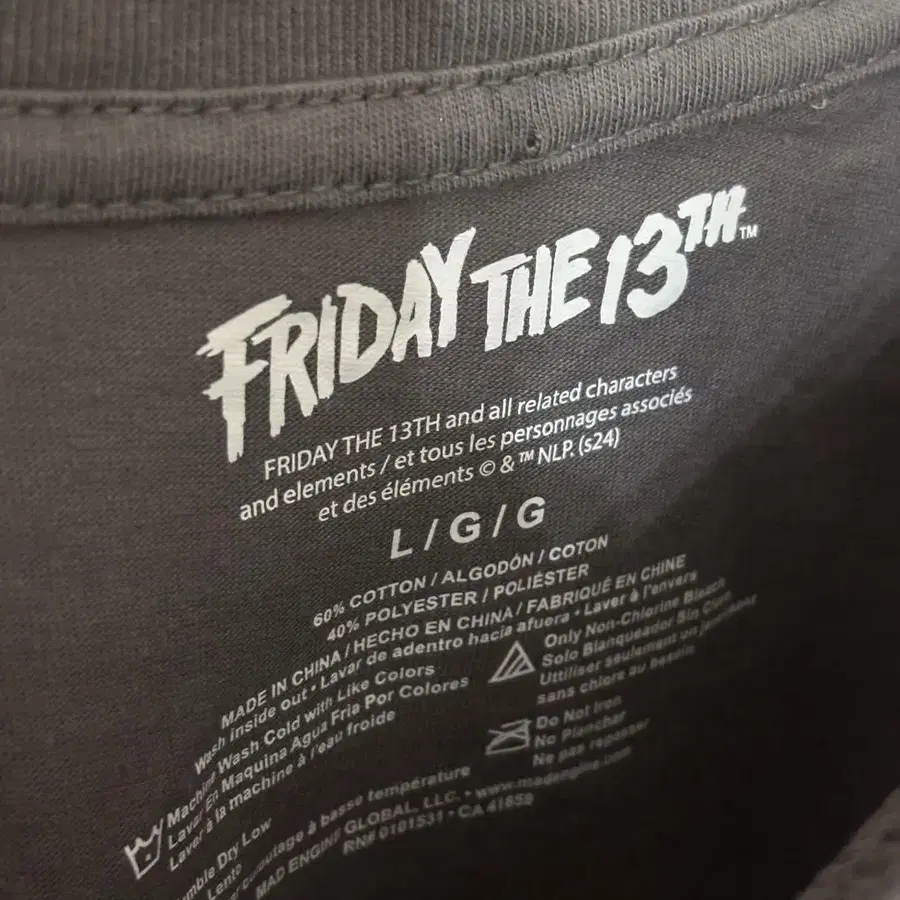 FRIDAY THE 13TH™
FRIDAY THE 13TH and all related characters
and elements / et tous les personnages associés
et des éléments © & ™ NLP. (s24)
L / G / G
60% COTTON / ALGODÓN / COTON
40% POLYESTER / POLIÉSTER
MADE IN CHINA / HECHO EN CHINA / FABRIQUÉ EN CHINE
Wash inside out • Lavar de adentro hacia afuera • Laver à l'envers
Machine Wash Cold with Like Colors
Lavar En Maquina Agua Fria Por Colores
Laver à la machine à l'eau froide
Only Non-Chlorine Bleach
Solo Blanqueador Sin Cloro
Uttiliser seulement un
sans chlore au besoin
Do Not Iron
No Planchar
Ne pas repasser
mble Dry Low
Lento
à basse température
MAD ENGINE GLOBAL, LLC. • www.madengine.com
RN# 0101531 • CA 41859